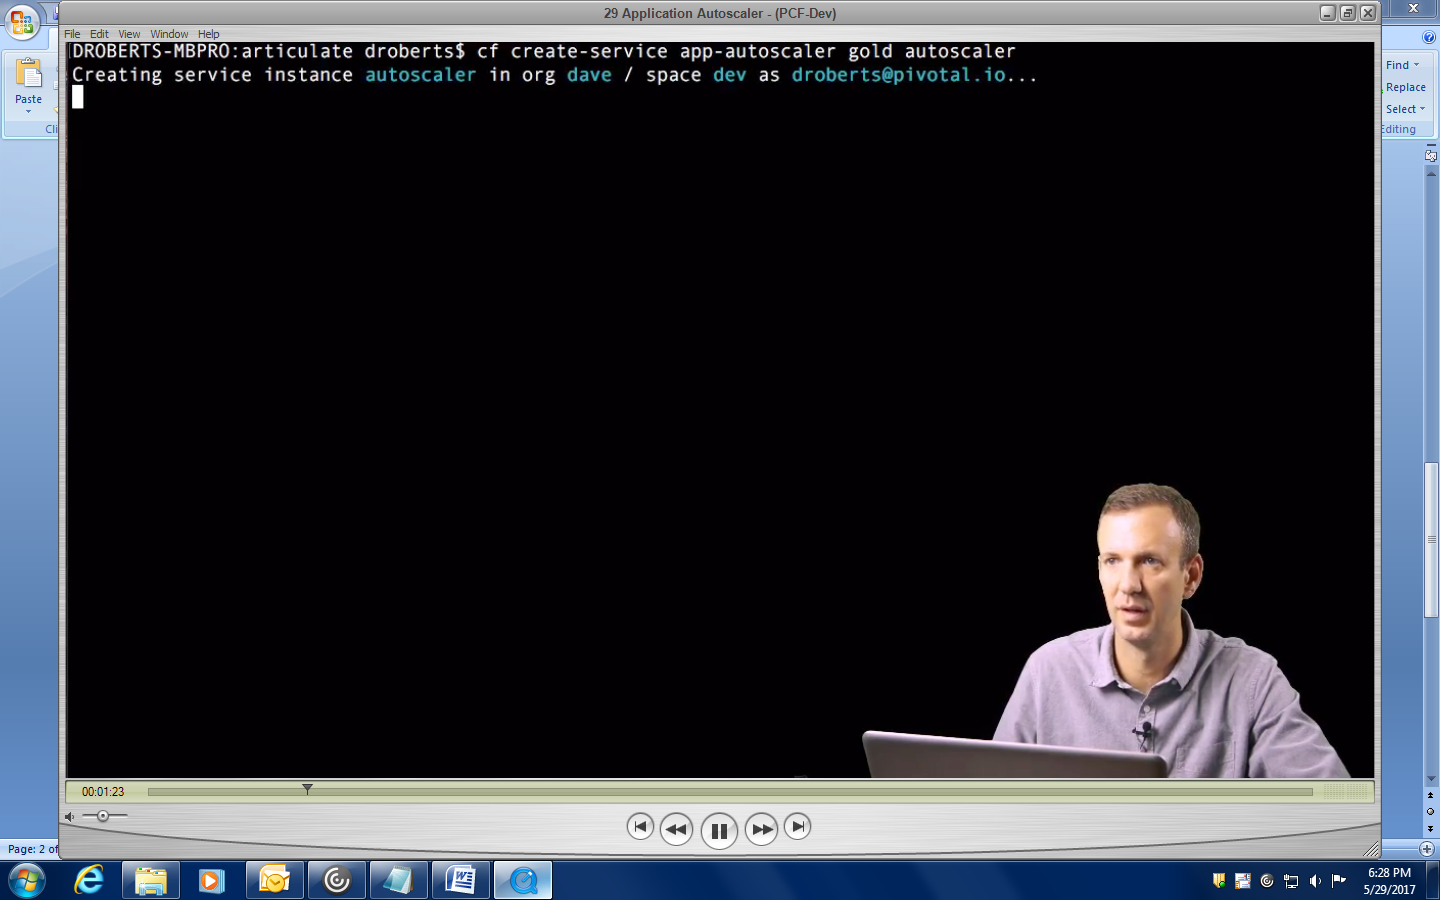 29 Application Autoscaler - (PCF-Dev)
File Edit View Window Help
DROBERTS-MBPRO:articulate droberts$ cf create-service app-autoscaler gold autoscaler
Creating service instance autoscaler in org dave / space dev as droberts@pivotal.io...
Paste
Cli
Find
Replace
Select
Editing
00:01:23
Page: 2 of
6:28 PM
5/29/2017